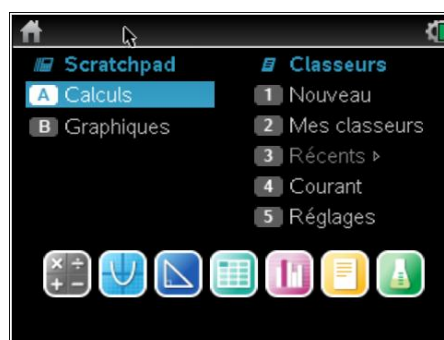 Scratchpad
A Calculs
B Graphiques
Classeurs
1 Nouveau
2 Mes classeurs
3 Récents ▹
4 Courant
5 Réglages